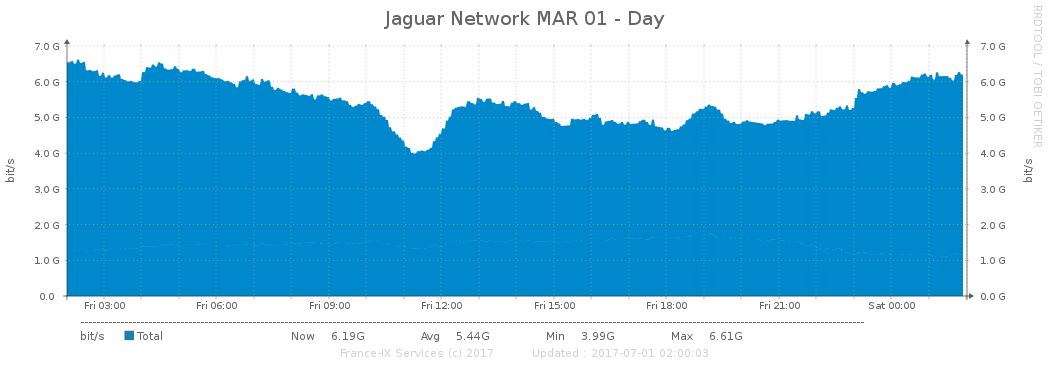 Jaguar Network MAR 01 - Day
RRDTOOL / TOBI OETIKER
7.0 G 7.0 G
6.0 G 6.0 G
5.0 G 5.0 G
4.0 G 4.0 G
3.0 G 3.0 G
2.0 G 2.0 G
1.0 G 1.0 G
0.0 0.0 G
bit/s
bit/s
Fri 03:00 Fri 06:00 Fri 09:00 Fri 12:00 Fri 15:00 Fri 18:00 Fri 21:00 Sat 00:00
bit/s Total Now 6.19G Avg 5.44G Min 3.99G Max 6.61G
France-IX Services (c) 2017 Updated : 2017-07-01 02:00:03